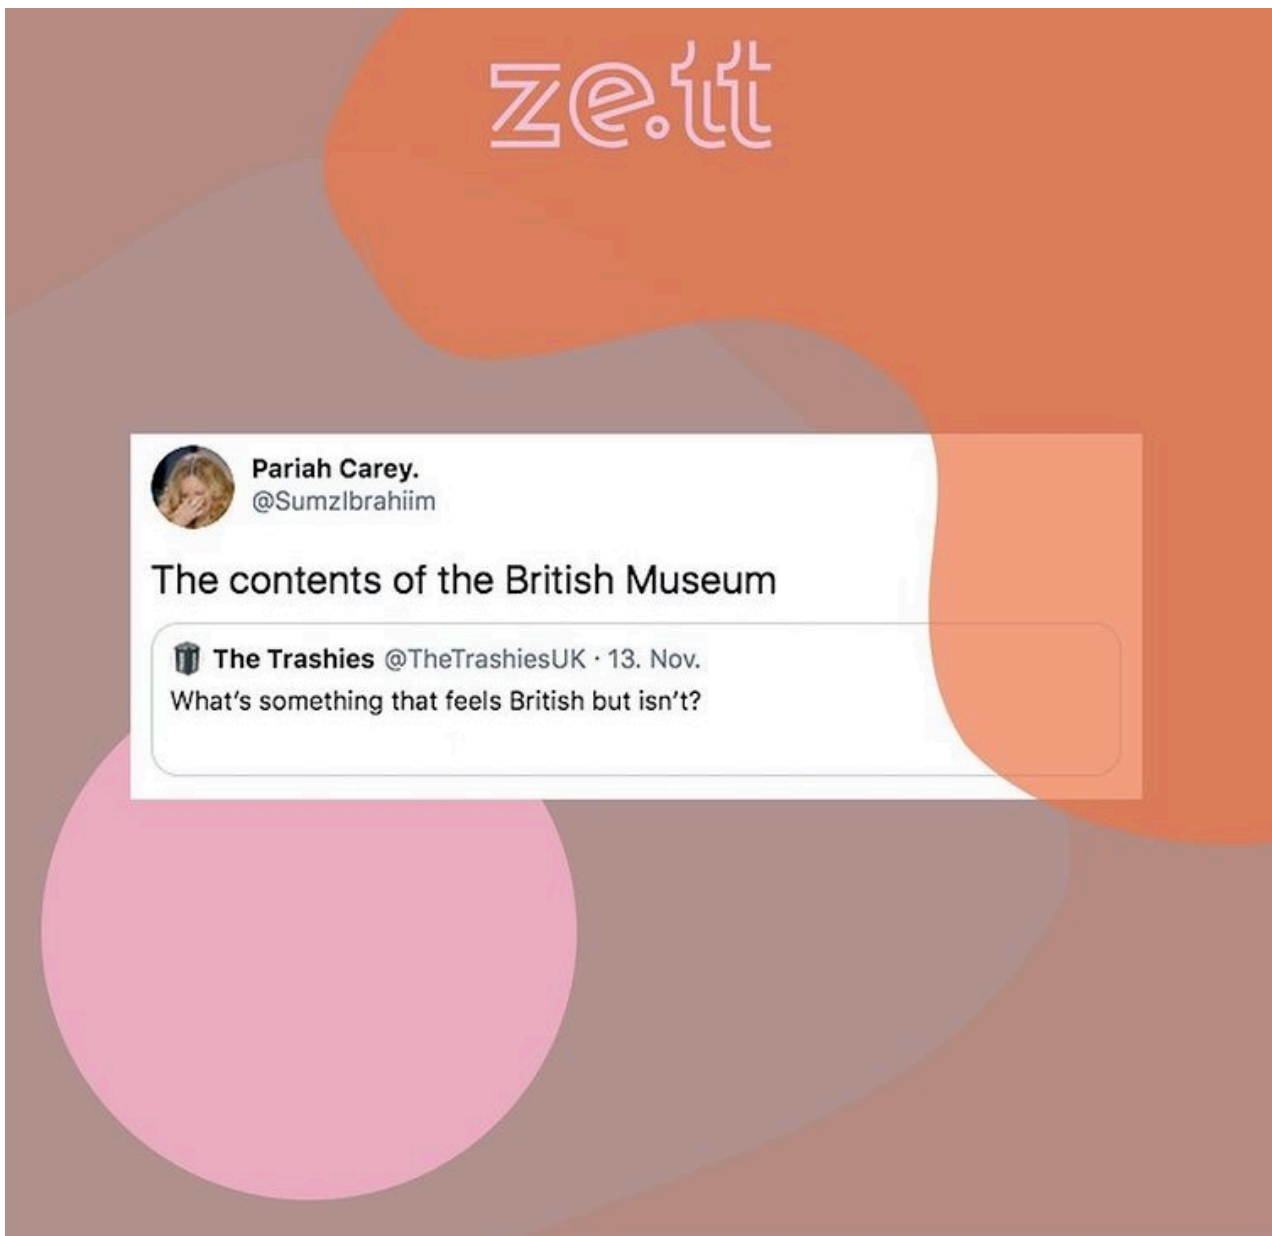 ze.tt
Pariah Carey.
@SumzIbrahiim
The contents of the British Museum
The Trashies @TheTrashiesUK · 13. Nov.
What's something that feels British but isn't?